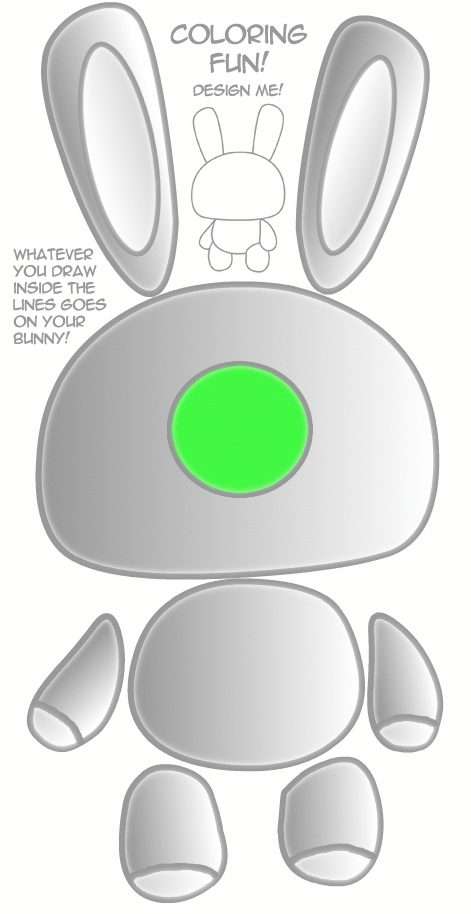 COLORING
FUN!
DESIGN ME!
WHATEVER
YOU DRAW
INSIDE THE
LINES GOES
ON YOUR
BUNNY!